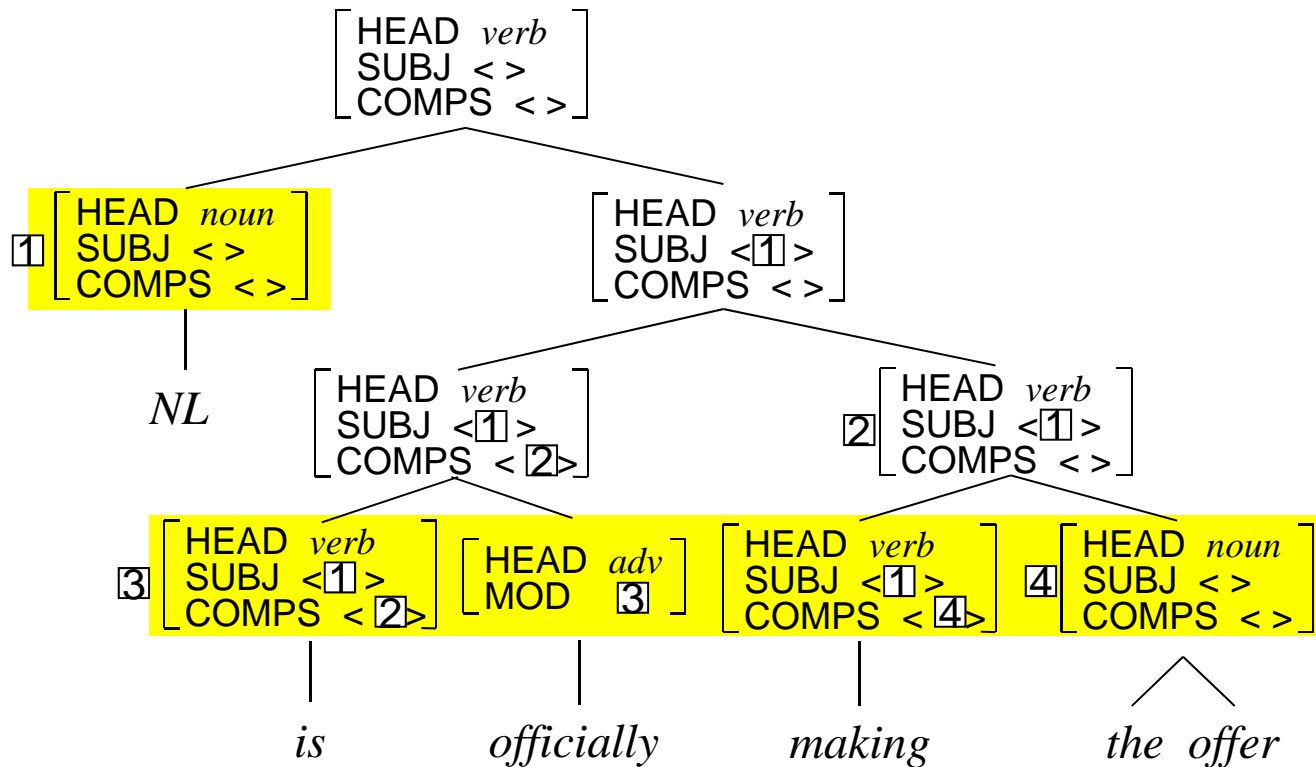 HEAD verb
SUBJ < >
COMPS < >
HEAD noun
1 SUBJ < >
COMPS < >
HEAD verb
SUBJ <1 >
COMPS < >
NL
HEAD verb
SUBJ <1 >
COMPS < 2>
HEAD verb
2 SUBJ <1 >
COMPS < >
HEAD verb
3 SUBJ <1 >
COMPS < 2>
HEAD adv
MOD 3
HEAD verb
SUBJ <1 >
COMPS < 4>
HEAD noun
4 SUBJ < >
COMPS < >
is officially making the offer